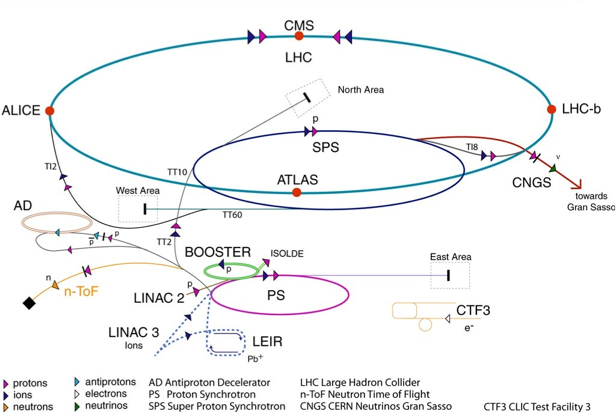 CMS
LHC
North Area
ALICE
LHC-b
p
SPS
TI8
TI2
TT10
ATLAS
ν
CNGS
West Area
towards
Gran Sasso
AD
TT60
TT2
p
p̅
BOOSTER
ISOLDE
East Area
p
n
n-ToF
p
LINAC 2
PS
CTF3
e-
LINAC 3
Ions
LEIR
Pb+
protons
antiprotons
AD Antiproton Decelerator
LHC Large Hadron Collider
ions
electrons
PS Proton Synchrotron
n-ToF Neutron Time of Flight
neutrons
neutrinos
SPS Super Proton Synchrotron
CNGS CERN Neutrinos Gran Sasso
CTF3 CLIC Test Facility 3